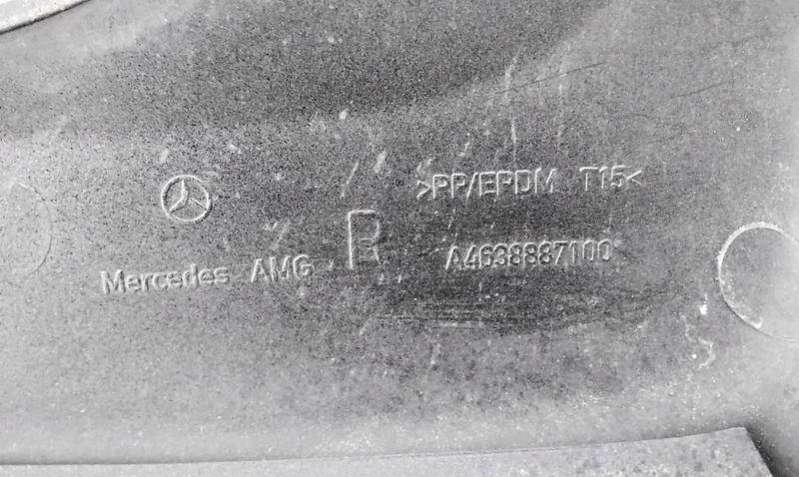 >PP/EPDM T15<
R
A4638887100
Mercedes AMG